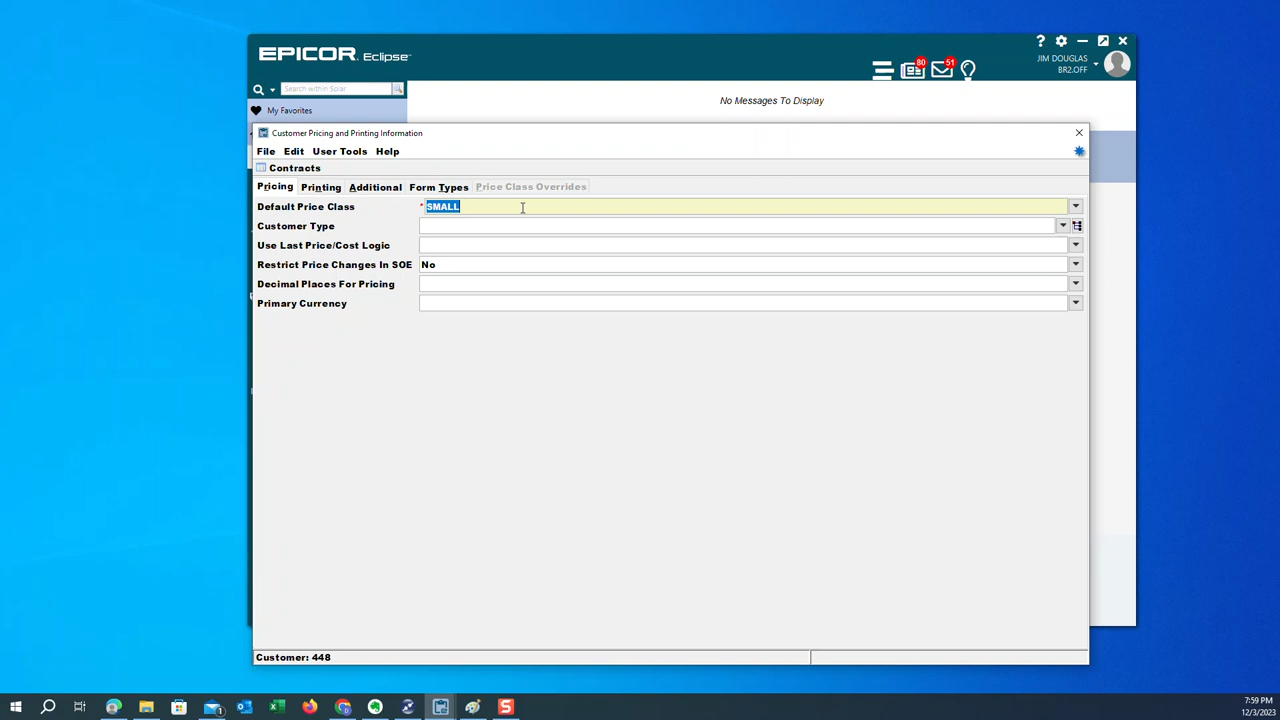 EPICOR Eclipse
?
80
51
JIM DOUGLAS
BR2.OFF
Search within Solar
My Favorites
No Messages To Display
Customer Pricing and Printing Information
File Edit User Tools Help
Contracts
Pricing Printing Additional Form Types Price Class Overrides
Default Price Class * SMALL
Customer Type
Use Last Price/Cost Logic
Restrict Price Changes In SOE No
Decimal Places For Pricing
Primary Currency
Customer: 448
7:59 PM
12/3/2023